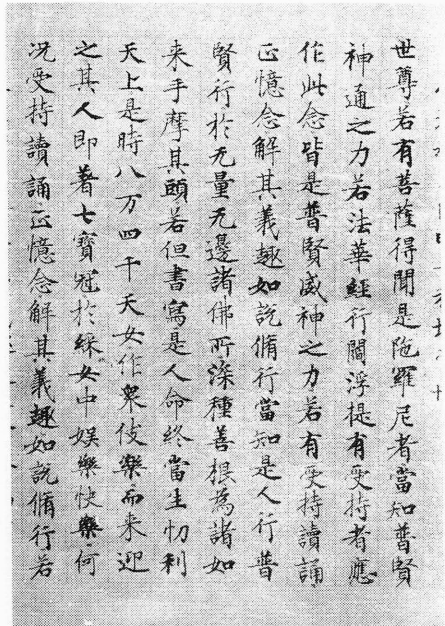 世尊若有菩薩得聞是陁羅尼者當知普賢
神通之力若法華經行閻浮提有受持者應
作此念皆是普賢威神之力若有受持讀誦
正憶念解其義趣如說脩行當知是人行普
賢行於无量无邊諸佛所深種善根為諸如
来手摩其頭若但書寫是人命終當生忉利
天上是時八万四千天女作衆伎樂而来迎
之其人即著七寶冠於婇女中娛樂快樂何
況受持讀誦正憶念解其義趣如說脩行若